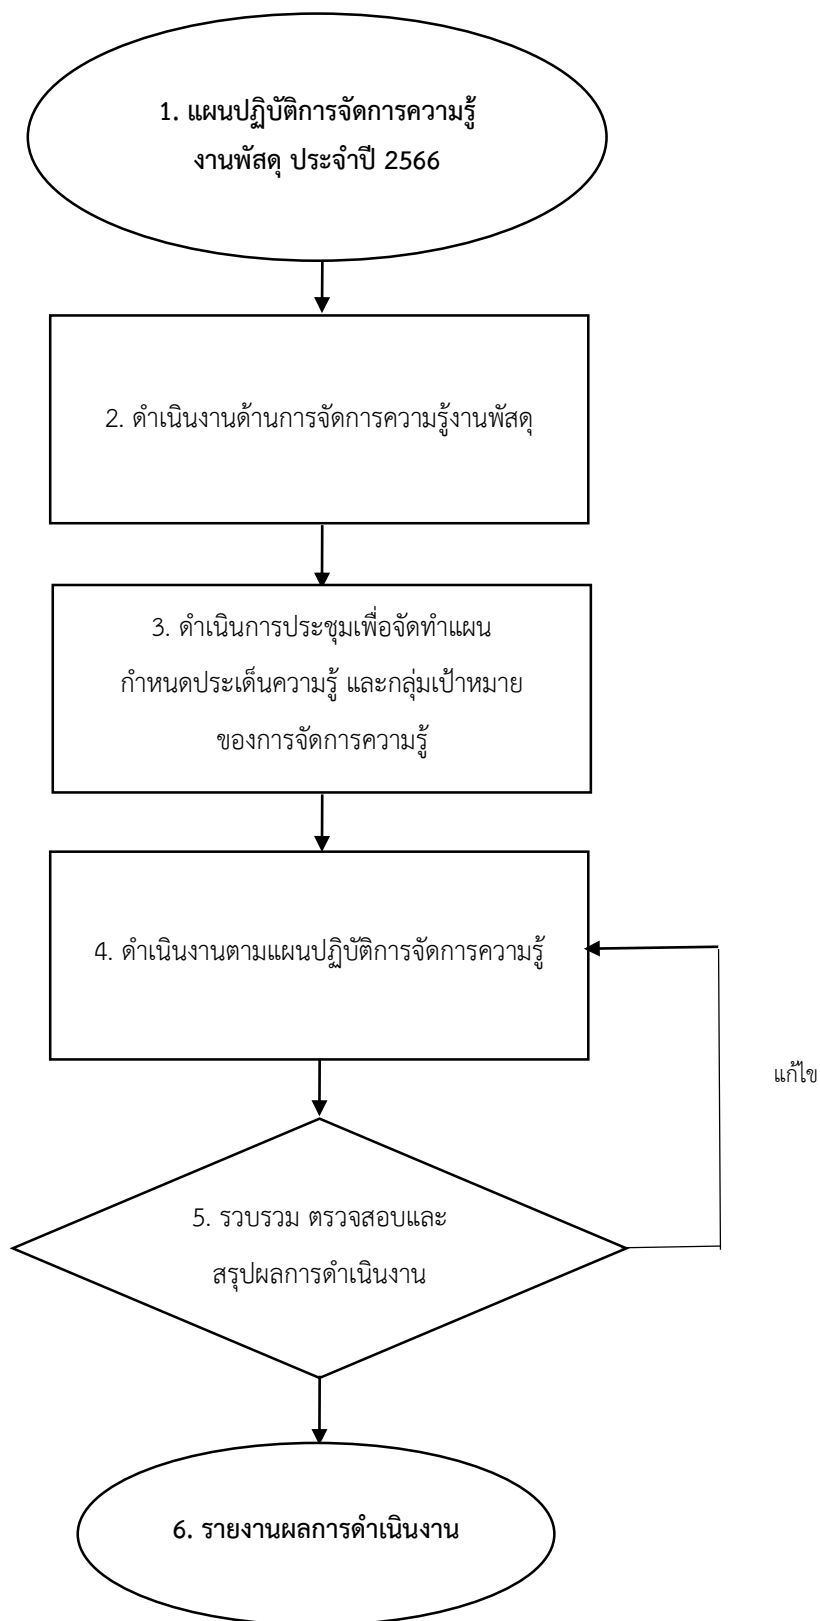 1. แผนปฏิบัติการจัดการความรู้
งานพัสดุ ประจำปี 2566
2. ดำเนินงานด้านการจัดการความรู้งานพัสดุ
3. ดำเนินการประชุมเพื่อจัดทำแผน
กำหนดประเด็นความรู้ และกลุ่มเป้าหมาย
ของการจัดการความรู้
4. ดำเนินงานตามแผนปฏิบัติการจัดการความรู้
แก้ไข
5. รวบรวม ตรวจสอบและ
สรุปผลการดำเนินงาน
6. รายงานผลการดำเนินงาน